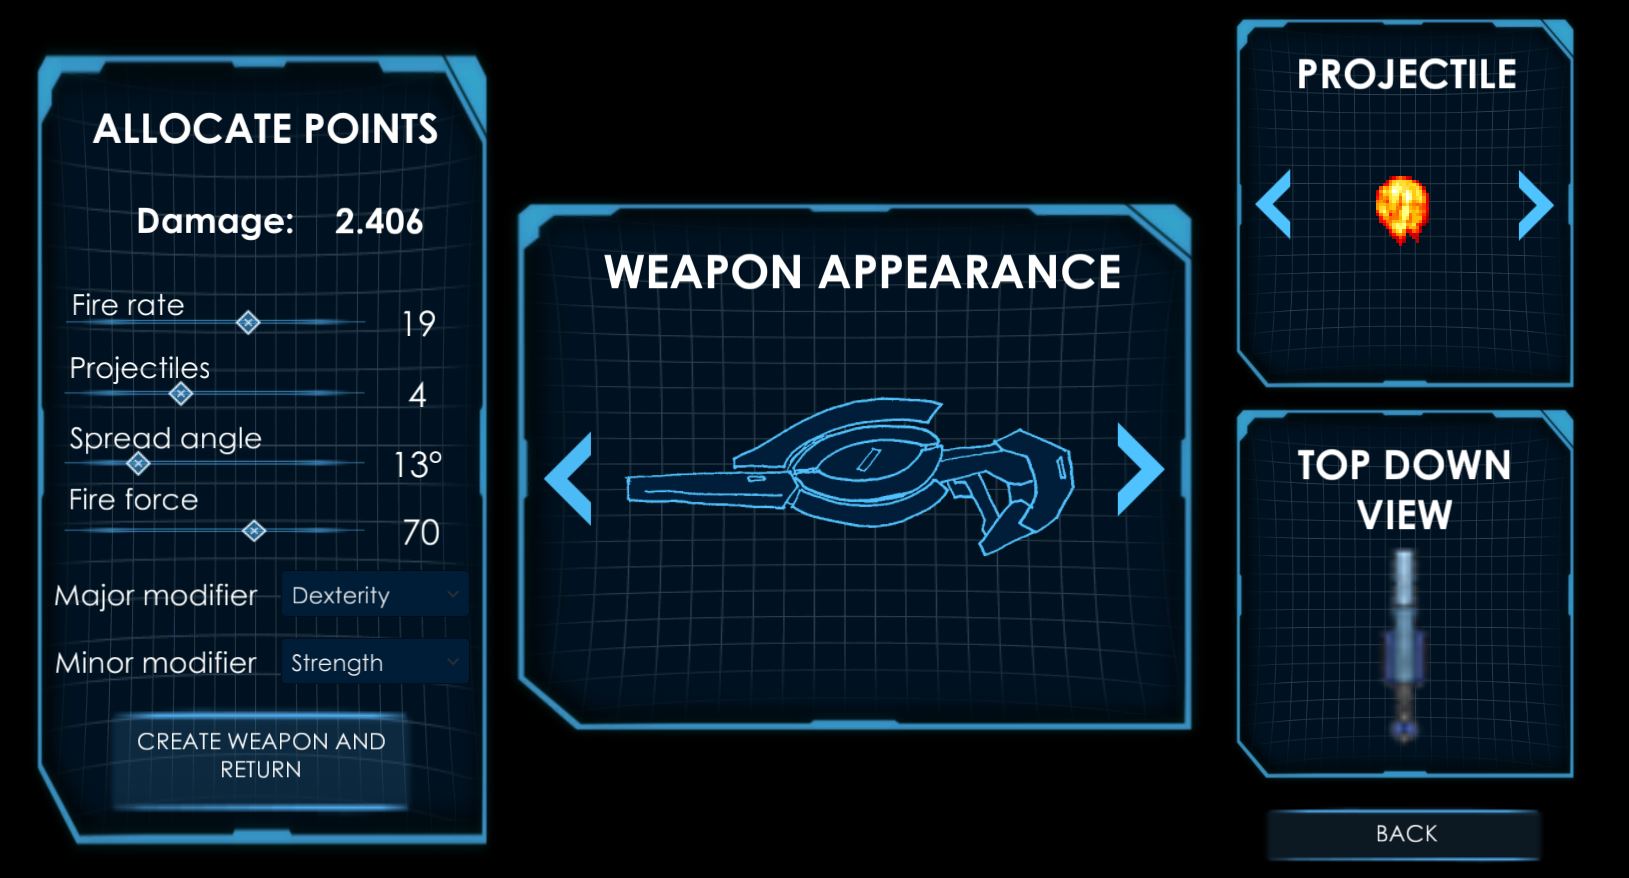 ALLOCATE POINTS
Damage: 2.406
Fire rate 19
Projectiles 4
Spread angle 13°
Fire force 70
Major modifier Dexterity
Minor modifier Strength
CREATE WEAPON AND
RETURN
WEAPON APPEARANCE
PROJECTILE
TOP DOWN
VIEW
BACK